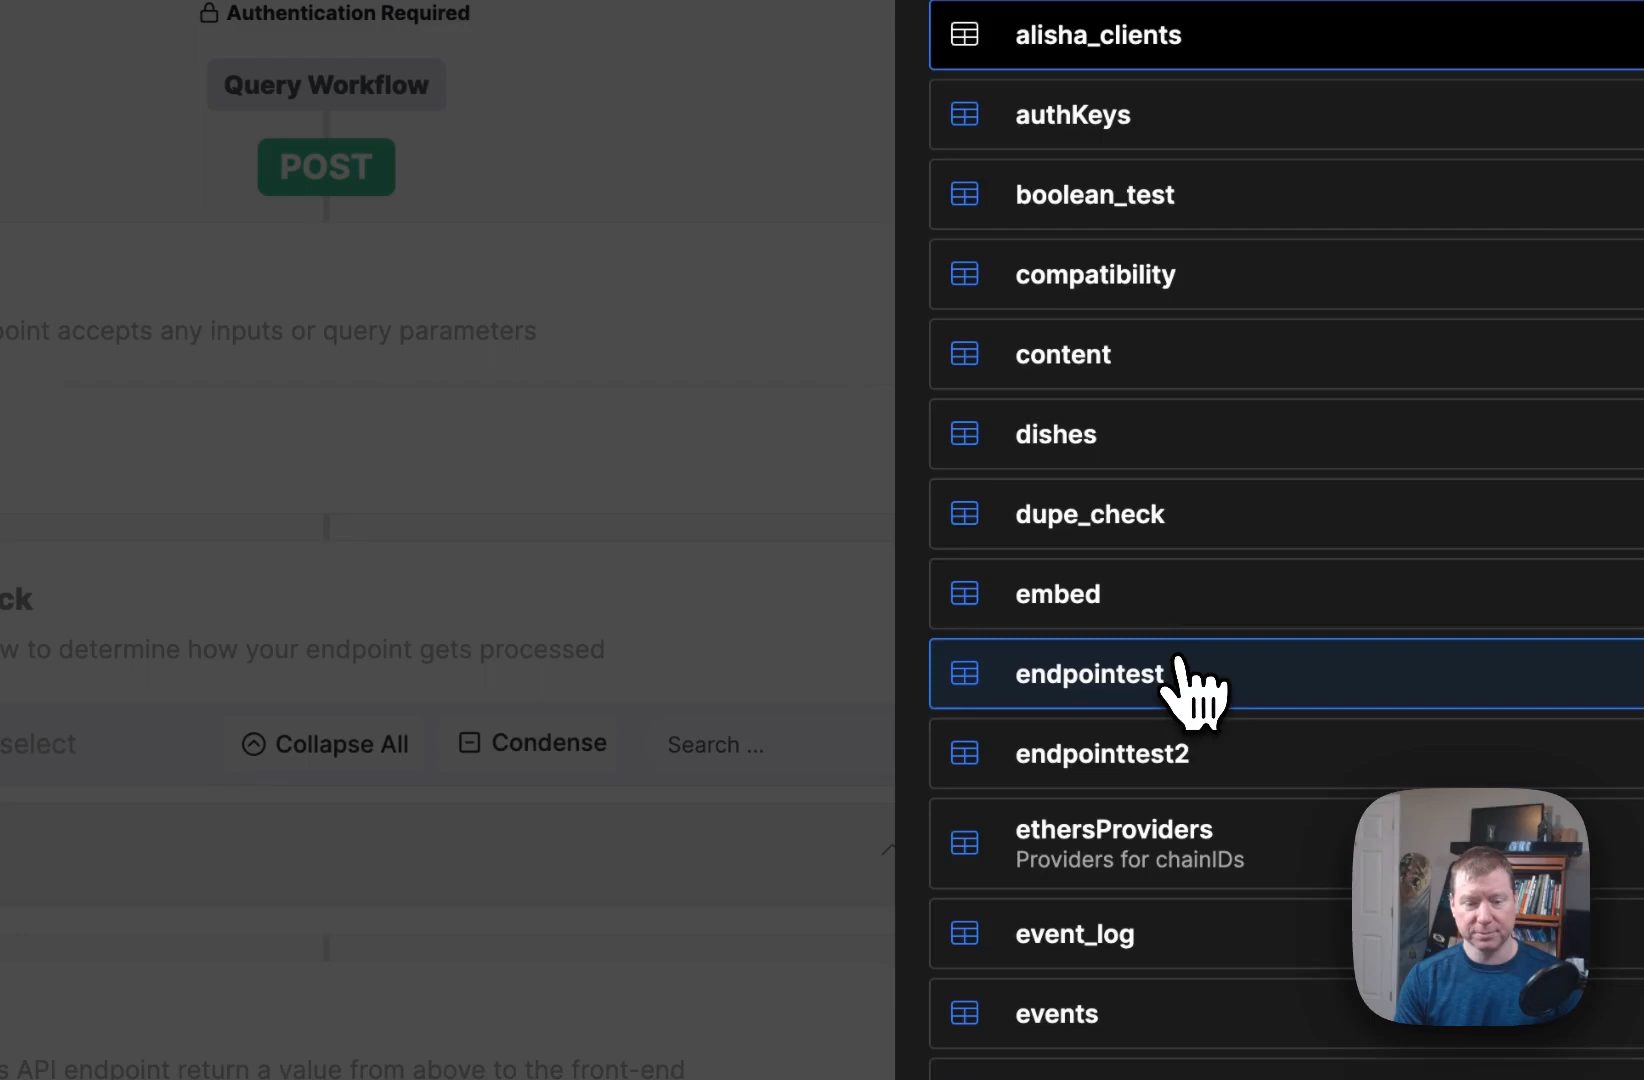 Authentication Required
Query Workflow
POST
point accepts any inputs or query parameters
ck
w to determine how your endpoint gets processed
select
Collapse All
Condense
Search ...
s API endpoint return a value from above to the front-end
alisha_clients
authKeys
boolean_test
compatibility
content
dishes
dupe_check
embed
endpointest
endpointtest2
ethersProviders
Providers for chainIDs
event_log
events